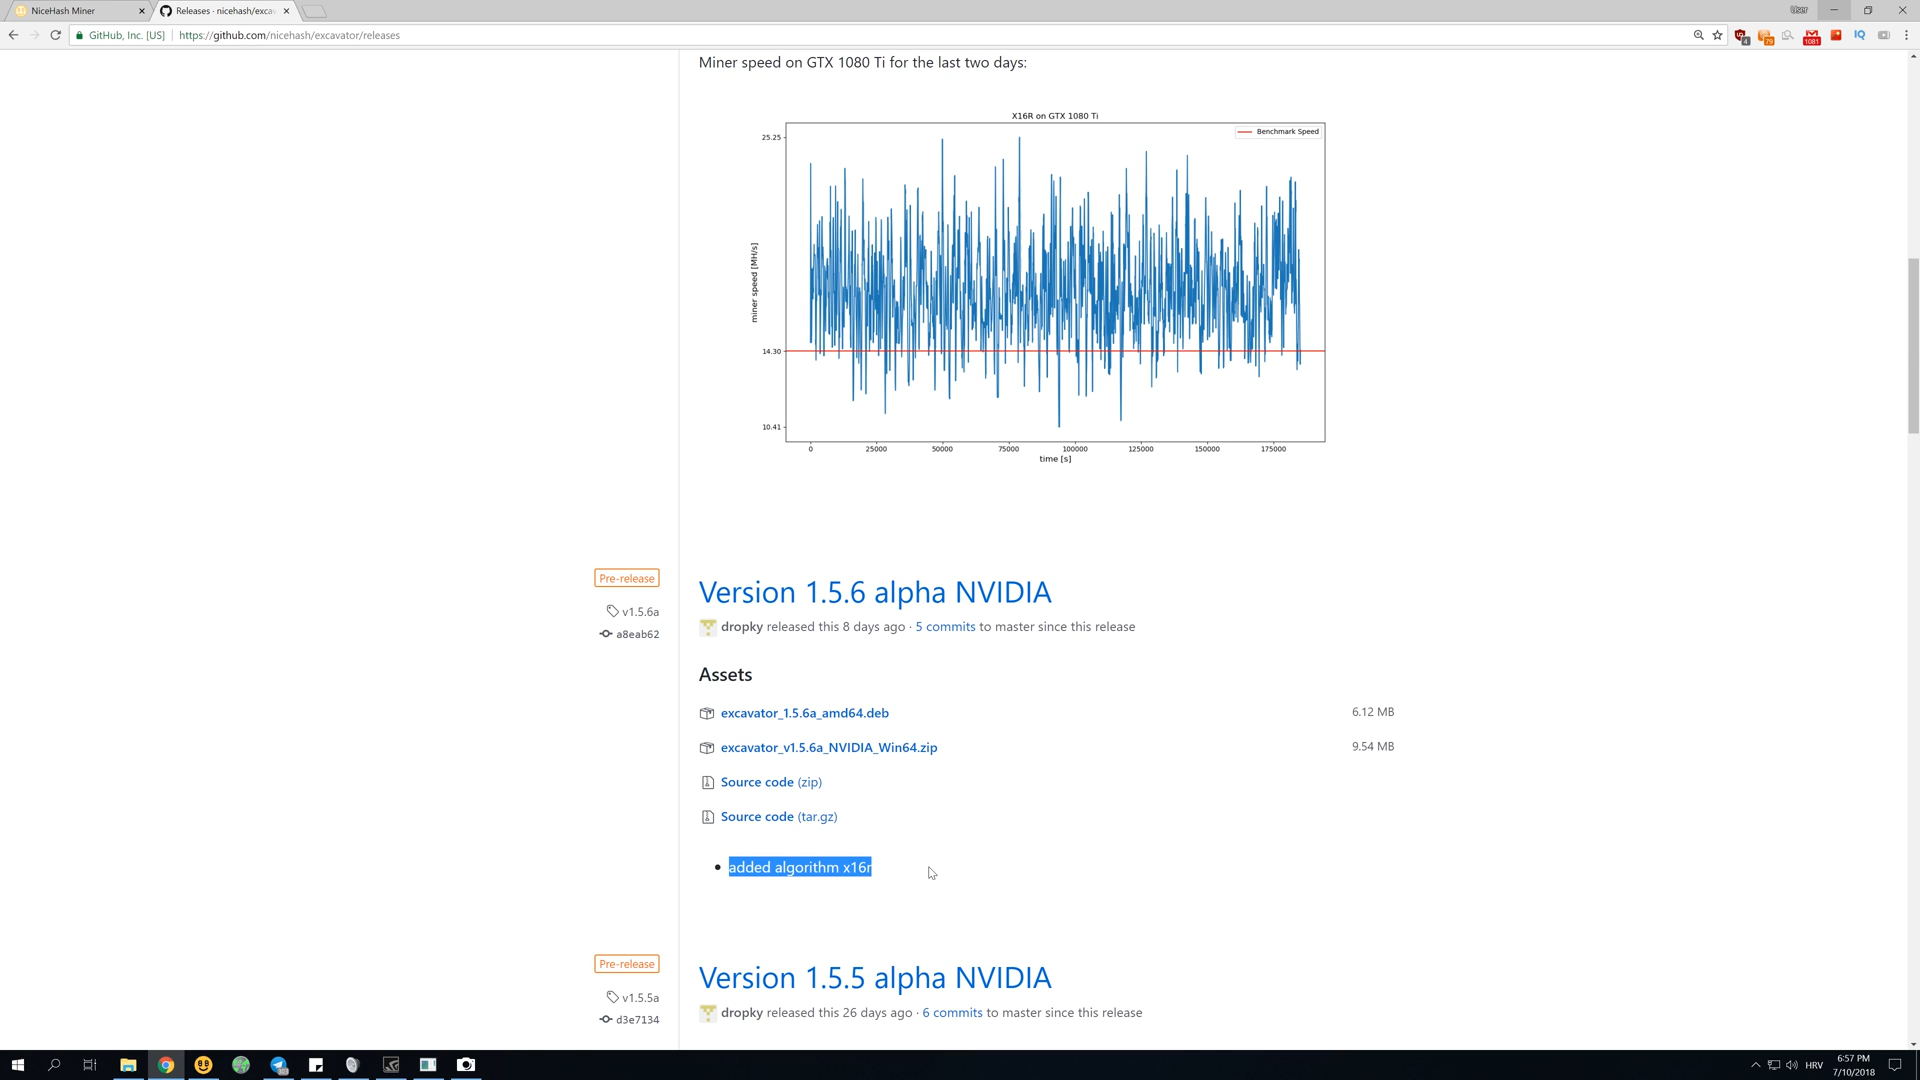 NiceHash Miner
Releases · nicehash/exca
User
GitHub, Inc. [US]
https://github.com/nicehash/excavator/releases
4
79
1081
IQ
Miner speed on GTX 1080 Ti for the last two days:
X16R on GTX 1080 Ti
25.25
Benchmark Speed
miner speed [MH/s]
14.30
10.41
0 25000 50000 75000 100000 125000 150000 175000
time [s]
Pre-release
Version 1.5.6 alpha NVIDIA
v1.5.6a
dropky released this 8 days ago · 5 commits to master since this release
a8eab62
Assets
excavator_1.5.6a_amd64.deb 6.12 MB
excavator_v1.5.6a_NVIDIA_Win64.zip 9.54 MB
Source code (zip)
Source code (tar.gz)
added algorithm x16r
Pre-release
Version 1.5.5 alpha NVIDIA
v1.5.5a
dropky released this 26 days ago · 6 commits to master since this release
d3e7134
HRV
6:57 PM
7/10/2018